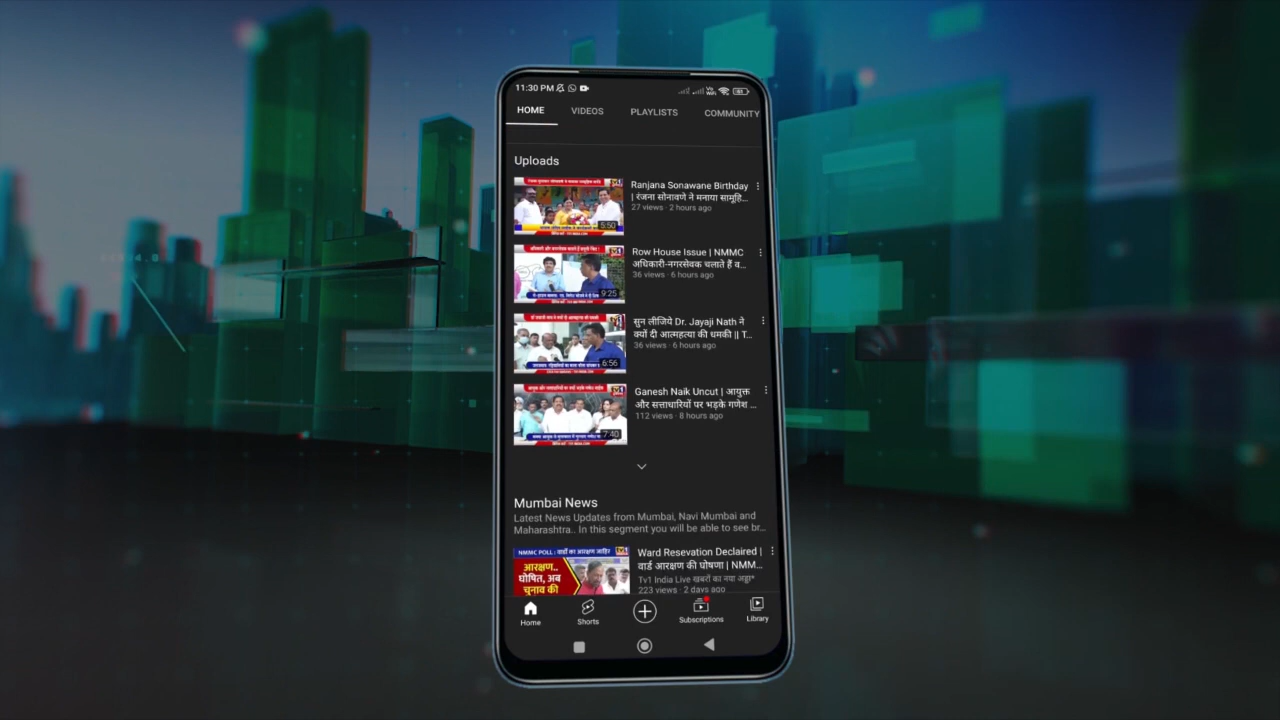 11:30 PM
HOME VIDEOS PLAYLISTS COMMUNITY
Uploads
Ranjana Sonawane Birthday
| रंजना सोनावणे ने मनाया सामूहि...
27 views · 2 hours ago
5:50
Row House Issue | NMMC
अधिकारी-नगरसेवक चलाते हैं व...
36 views · 6 hours ago
9:25
सुन लीजिये Dr. Jayaji Nath ने
क्यों दी आत्महत्या की धमकी || T...
36 views · 6 hours ago
6:56
Ganesh Naik Uncut | आयुक्त
और सत्ताधारियों पर भड़के गणेश ...
112 views · 8 hours ago
7:40
Mumbai News
Latest News Updates from Mumbai, Navi Mumbai and
Maharashtra.. In this segment you will be able to see br...
NMMC POLL : वार्डों का आरक्षण जाहिर
आरक्षण..
घोषित, अब
चुनाव की
Ward Resevation Declaired |
वार्ड आरक्षण की घोषणा | NMM...
Tv1 India Live खबरों का नया अड्डा*
223 views · 2 days ago
Home Shorts Subscriptions Library